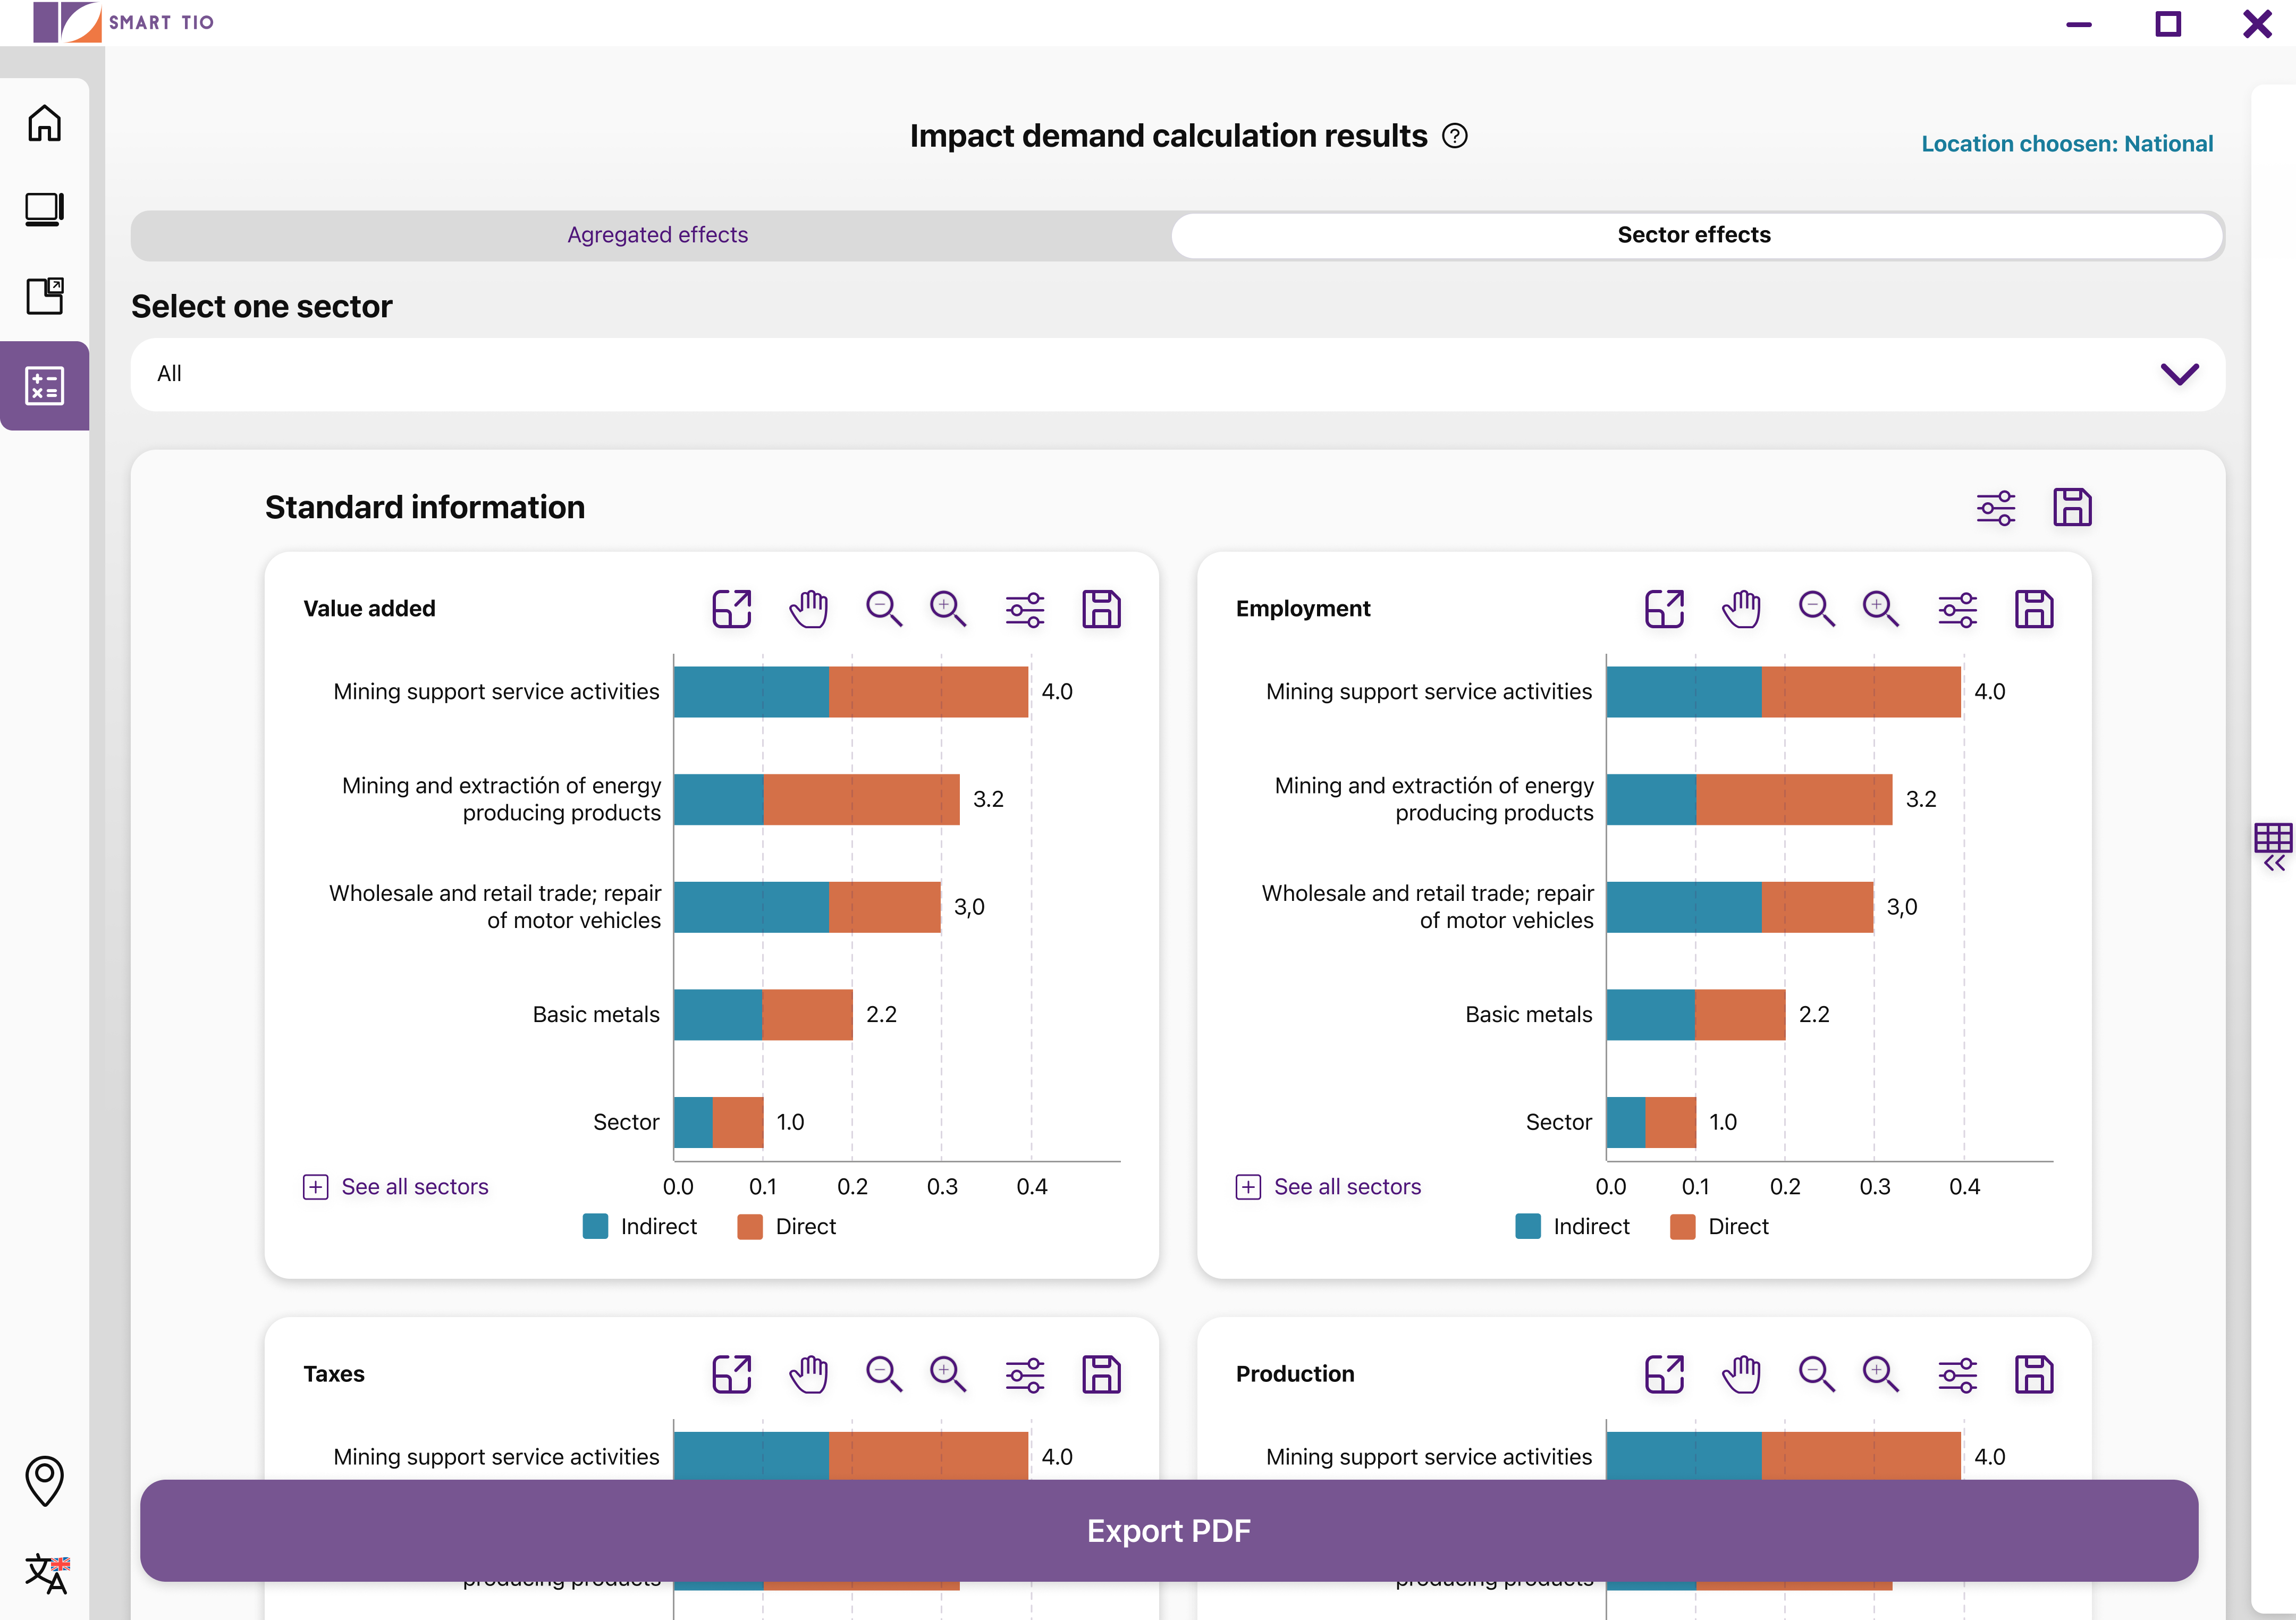 SMART TIO
Impact demand calculation results
Location choosen: National
Agregated effects
Sector effects
Select one sector
All
Standard information
Value added
Mining support service activities
4.0
Mining and extractión of energy
producing products
3.2
Wholesale and retail trade; repair
of motor vehicles
3,0
Basic metals
2.2
Sector
1.0
See all sectors
0.0 0.1 0.2 0.3 0.4
Indirect Direct
Employment
Mining support service activities
4.0
Mining and extractión of energy
producing products
3.2
Wholesale and retail trade; repair
of motor vehicles
3,0
Basic metals
2.2
Sector
1.0
See all sectors
0.0 0.1 0.2 0.3 0.4
Indirect Direct
Taxes
Mining support service activities
4.0
Production
Mining support service activities
4.0
Export PDF
producing products
producing products